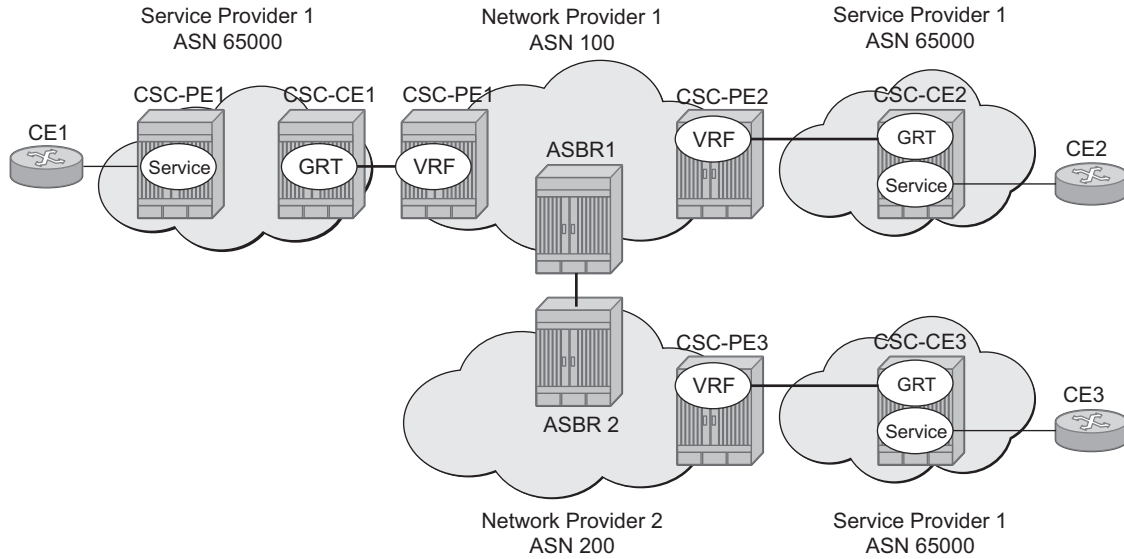 Service Provider 1
ASN 65000
Network Provider 1
ASN 100
Service Provider 1
ASN 65000
CSC-PE1
CSC-CE1
CSC-PE1
CSC-PE2
CSC-CE2
CE1
Service
GRT
VRF
ASBR1
VRF
GRT
Service
CE2
ASBR 2
CSC-PE3
CSC-CE3
VRF
GRT
Service
CE3
Network Provider 2
ASN 200
Service Provider 1
ASN 65000